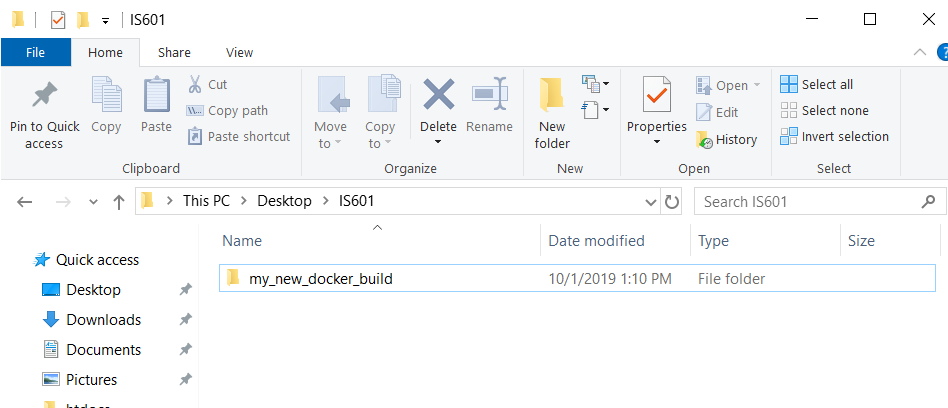 IS601
File Home Share View
Pin to Quick access
Copy
Paste
Cut
Copy path
Paste shortcut
Clipboard
Move to
Copy to
Delete
Rename
Organize
New folder
New
Properties
Open
Edit
History
Open
Select all
Select none
Invert selection
Select
This PC > Desktop > IS601
Search IS601
Name Date modified Type Size
my_new_docker_build 10/1/2019 1:10 PM File folder
Quick access
Desktop
Downloads
Documents
Pictures